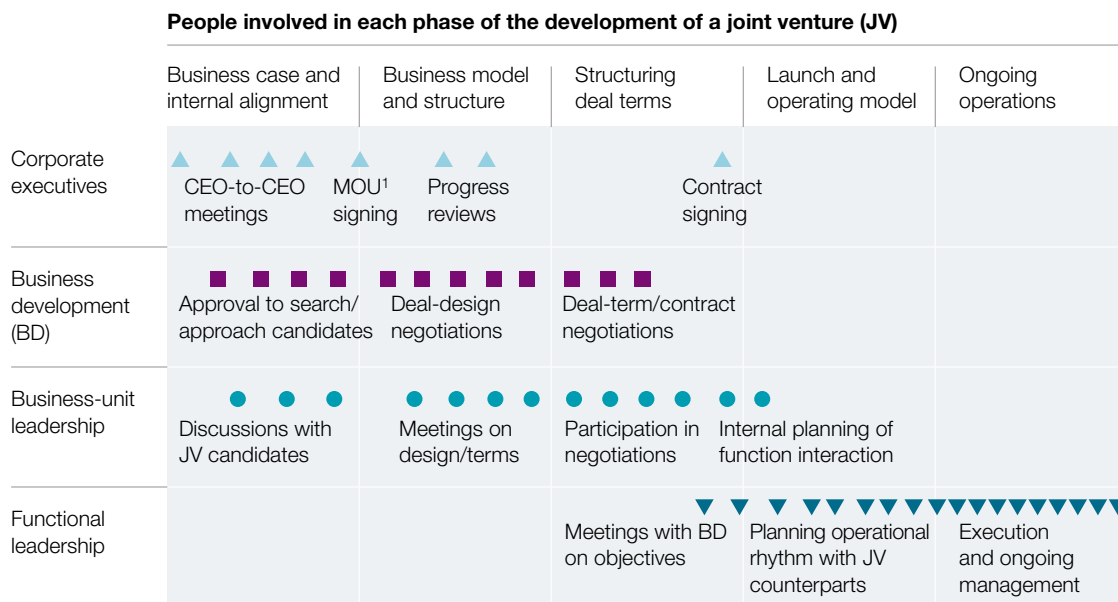 People involved in each phase of the development of a joint venture (JV)
Business case and
internal alignment
Business model
and structure
Structuring
deal terms
Launch and
operating model
Ongoing
operations
Corporate
executives
CEO-to-CEO
meetings
MOU¹
signing
Progress
reviews
Contract
signing
Business
development
(BD)
Approval to search/
approach candidates
Deal-design
negotiations
Deal-term/contract
negotiations
Business-unit
leadership
Discussions with
JV candidates
Meetings on
design/terms
Participation in
negotiations
Internal planning of
function interaction
Functional
leadership
Meetings with BD
on objectives
Planning operational
rhythm with JV
counterparts
Execution
and ongoing
management